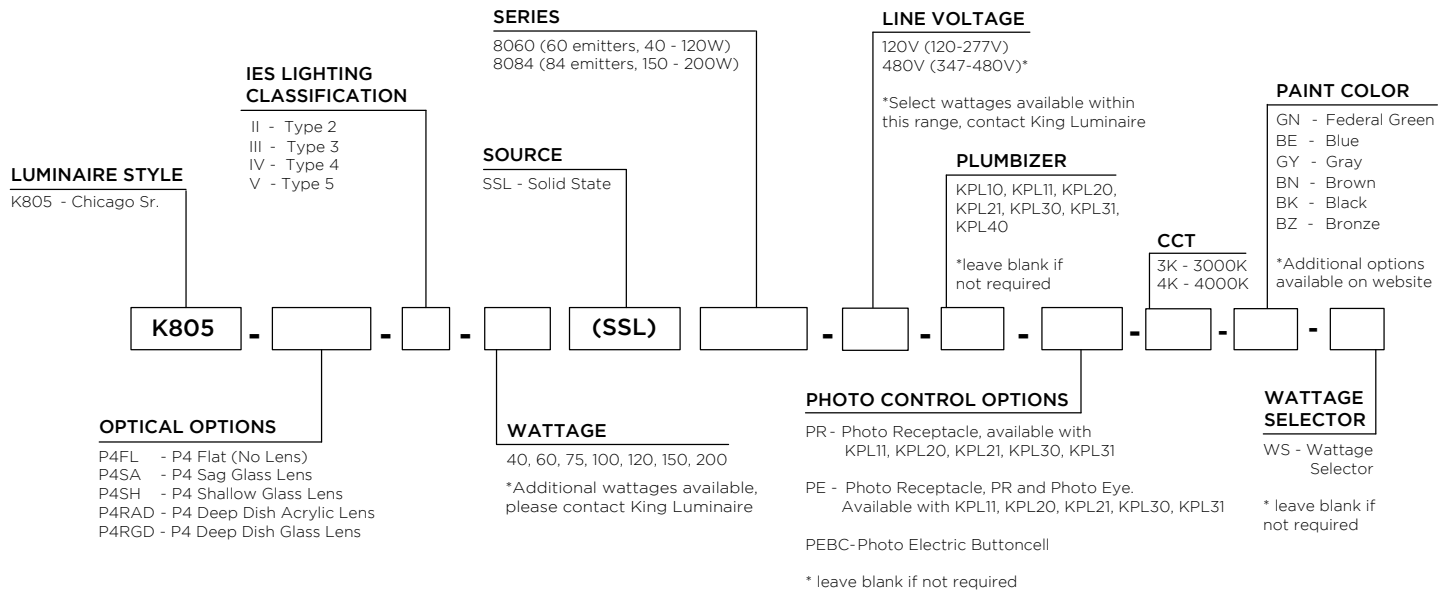 SERIES
8060 (60 emitters, 40 - 120W)
8084 (84 emitters, 150 - 200W)
LINE VOLTAGE
120V (120-277V)
480V (347-480V)*
*Select wattages available within
this range, contact King Luminaire
IES LIGHTING
CLASSIFICATION
II - Type 2
III - Type 3
IV - Type 4
V - Type 5
PAINT COLOR
GN - Federal Green
BE - Blue
GY - Gray
BN - Brown
BK - Black
BZ - Bronze
*Additional options
available on website
SOURCE
SSL - Solid State
PLUMBIZER
KPL10, KPL11, KPL20,
KPL21, KPL30, KPL31,
KPL40
*leave blank if
not required
LUMINAIRE STYLE
K805 - Chicago Sr.
CCT
3K - 3000K
4K - 4000K
K805 - - - (SSL) - - - - - -
OPTICAL OPTIONS
P4FL - P4 Flat (No Lens)
P4SA - P4 Sag Glass Lens
P4SH - P4 Shallow Glass Lens
P4RAD - P4 Deep Dish Acrylic Lens
P4RGD - P4 Deep Dish Glass Lens
WATTAGE
40, 60, 75, 100, 120, 150, 200
*Additional wattages available,
please contact King Luminaire
PHOTO CONTROL OPTIONS
PR - Photo Receptacle, available with
KPL11, KPL20, KPL21, KPL30, KPL31
PE - Photo Receptacle, PR and Photo Eye.
Available with KPL11, KPL20, KPL21, KPL30, KPL31
PEBC-Photo Electric Buttoncell
* leave blank if not required
WATTAGE
SELECTOR
WS - Wattage
Selector
* leave blank if
not required